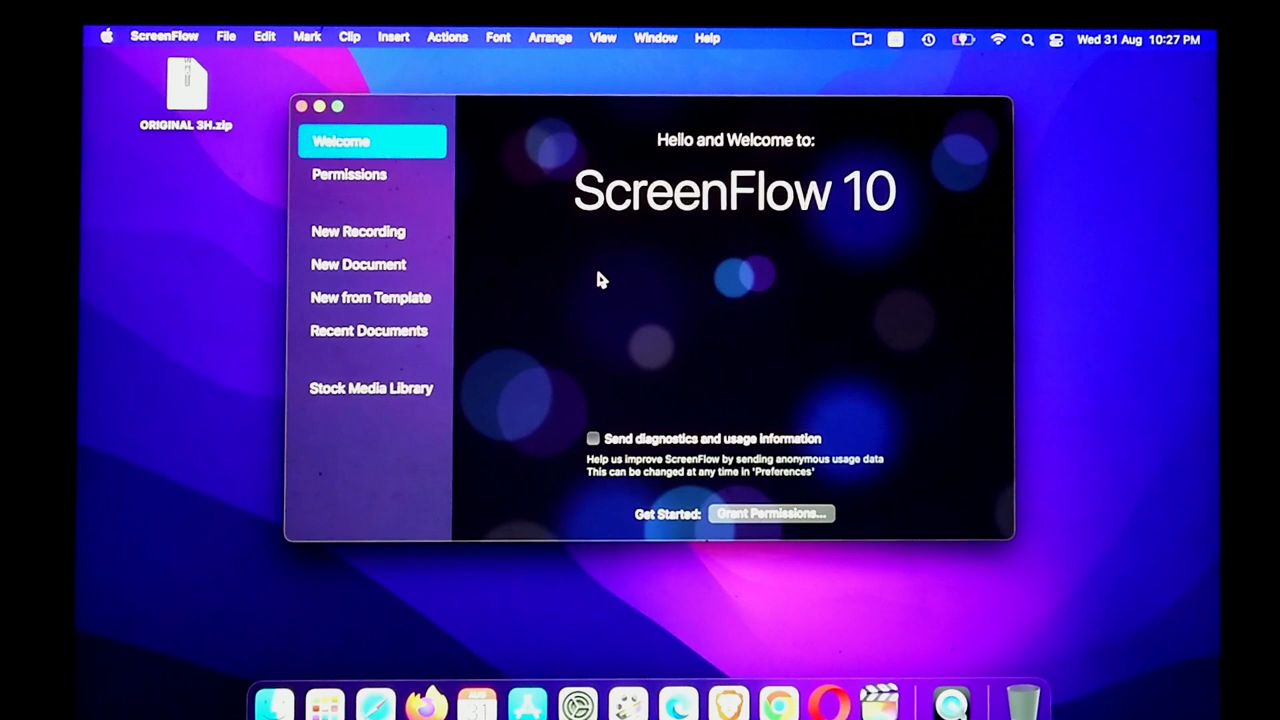 ScreenFlow File Edit Mark Clip Insert Actions Font Arrange View Window Help Wed 31 Aug 10:27 PM
ORIGINAL 3H.zip
Welcome
Permissions
New Recording
New Document
New from Template
Recent Documents
Stock Media Library
Hello and Welcome to:
ScreenFlow 10
Send diagnostics and usage information
Help us improve ScreenFlow by sending anonymous usage data
This can be changed at any time in 'Preferences'
Get Started: Grant Permissions...
AUG
31